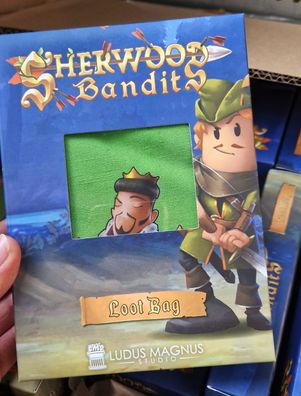 SHERWOOD
Bandits
Loot Bag
LUDUS MAGNUS
STUDIO